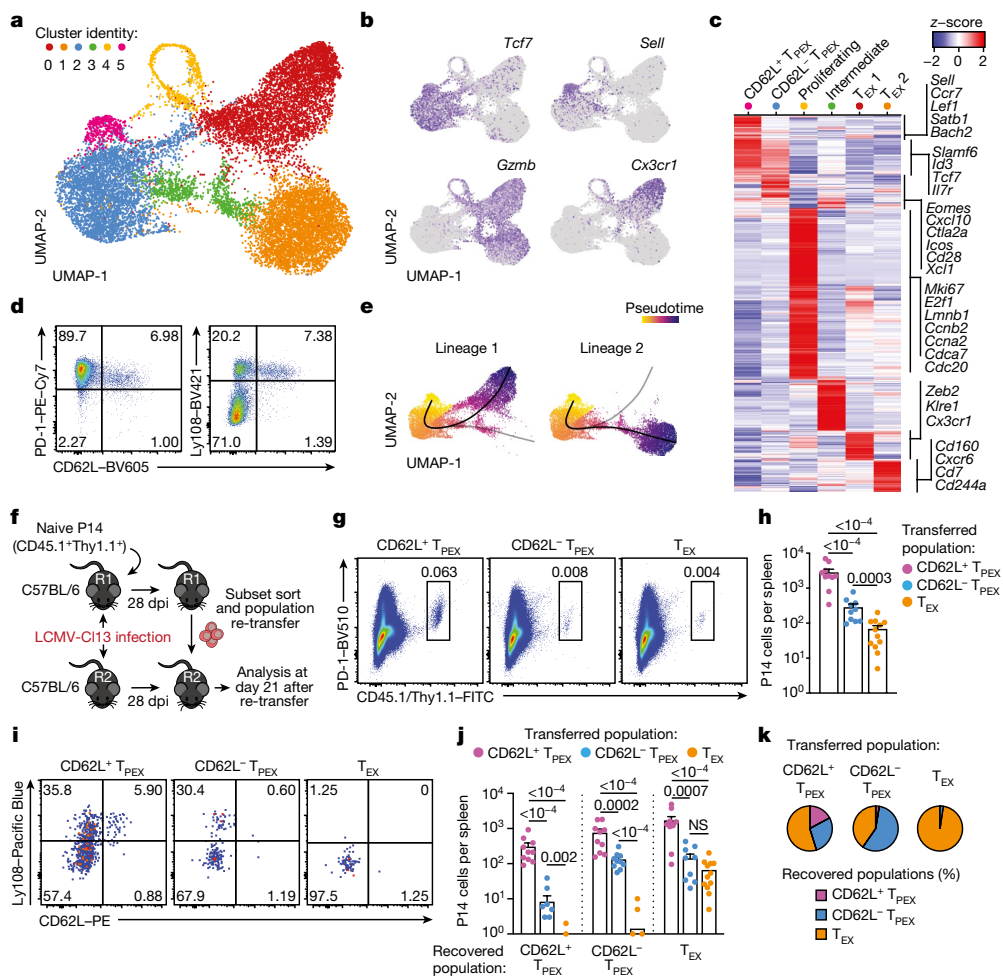 a
Cluster identity:
0 1 2 3 4 5
UMAP-2
UMAP-1
b
Tcf7
Sell
Gzmb
Cx3cr1
UMAP-2
UMAP-1
c
z-score
−2 0 2
CD62L+ TPEX
CD62L− TPEX
Proliferating
Intermediate
TEX 1
TEX 2
Sell
Ccr7
Lef1
Satb1
Bach2
Slamf6
Id3
Tcf7
Il7r
Eomes
Cxcl10
Ctla2a
Icos
Cd28
Xcl1
Mki67
E2f1
Lmnb1
Ccnb2
Ccna2
Cdca7
Cdc20
Zeb2
Klre1
Cx3cr1
Cd160
Cxcr6
Cd7
Cd244a
d
PD-1–PE–Cy7
89.7 6.98
2.27 1.00
Ly108–BV421
20.2 7.38
71.0 1.39
CD62L–BV605
e
Pseudotime
Lineage 1
Lineage 2
UMAP-2
UMAP-1
f
Naive P14
(CD45.1+Thy1.1+)
C57BL/6
R1
28 dpi
R1
Subset sort
and population
re-transfer
LCMV-Cl13 infection
C57BL/6
R2
28 dpi
R2
Analysis at
day 21 after
re-transfer
g
CD62L+ TPEX
CD62L− TPEX
TEX
0.063
0.008
0.004
PD-1–BV510
CD45.1/Thy1.1–FITC
h
<10−4
<10−4
0.0003
P14 cells per spleen
104
103
102
101
100
Transferred
population:
CD62L+ TPEX
CD62L− TPEX
TEX
i
CD62L+ TPEX
CD62L− TPEX
TEX
Ly108–Pacific Blue
35.8 5.90
57.4 0.88
30.4 0.60
67.9 1.19
1.25 0
97.5 1.25
CD62L–PE
j
Transferred population:
CD62L+ TPEX CD62L− TPEX TEX
P14 cells per spleen
104
103
102
101
100
<10−4
<10−4
0.002
<10−4
0.0002
<10−4
<10−4
0.0007
NS
Recovered
population:
CD62L+
TPEX
CD62L−
TPEX
TEX
k
Transferred population:
CD62L+
TPEX
CD62L−
TPEX
TEX
Recovered populations (%)
CD62L+ TPEX
CD62L− TPEX
TEX